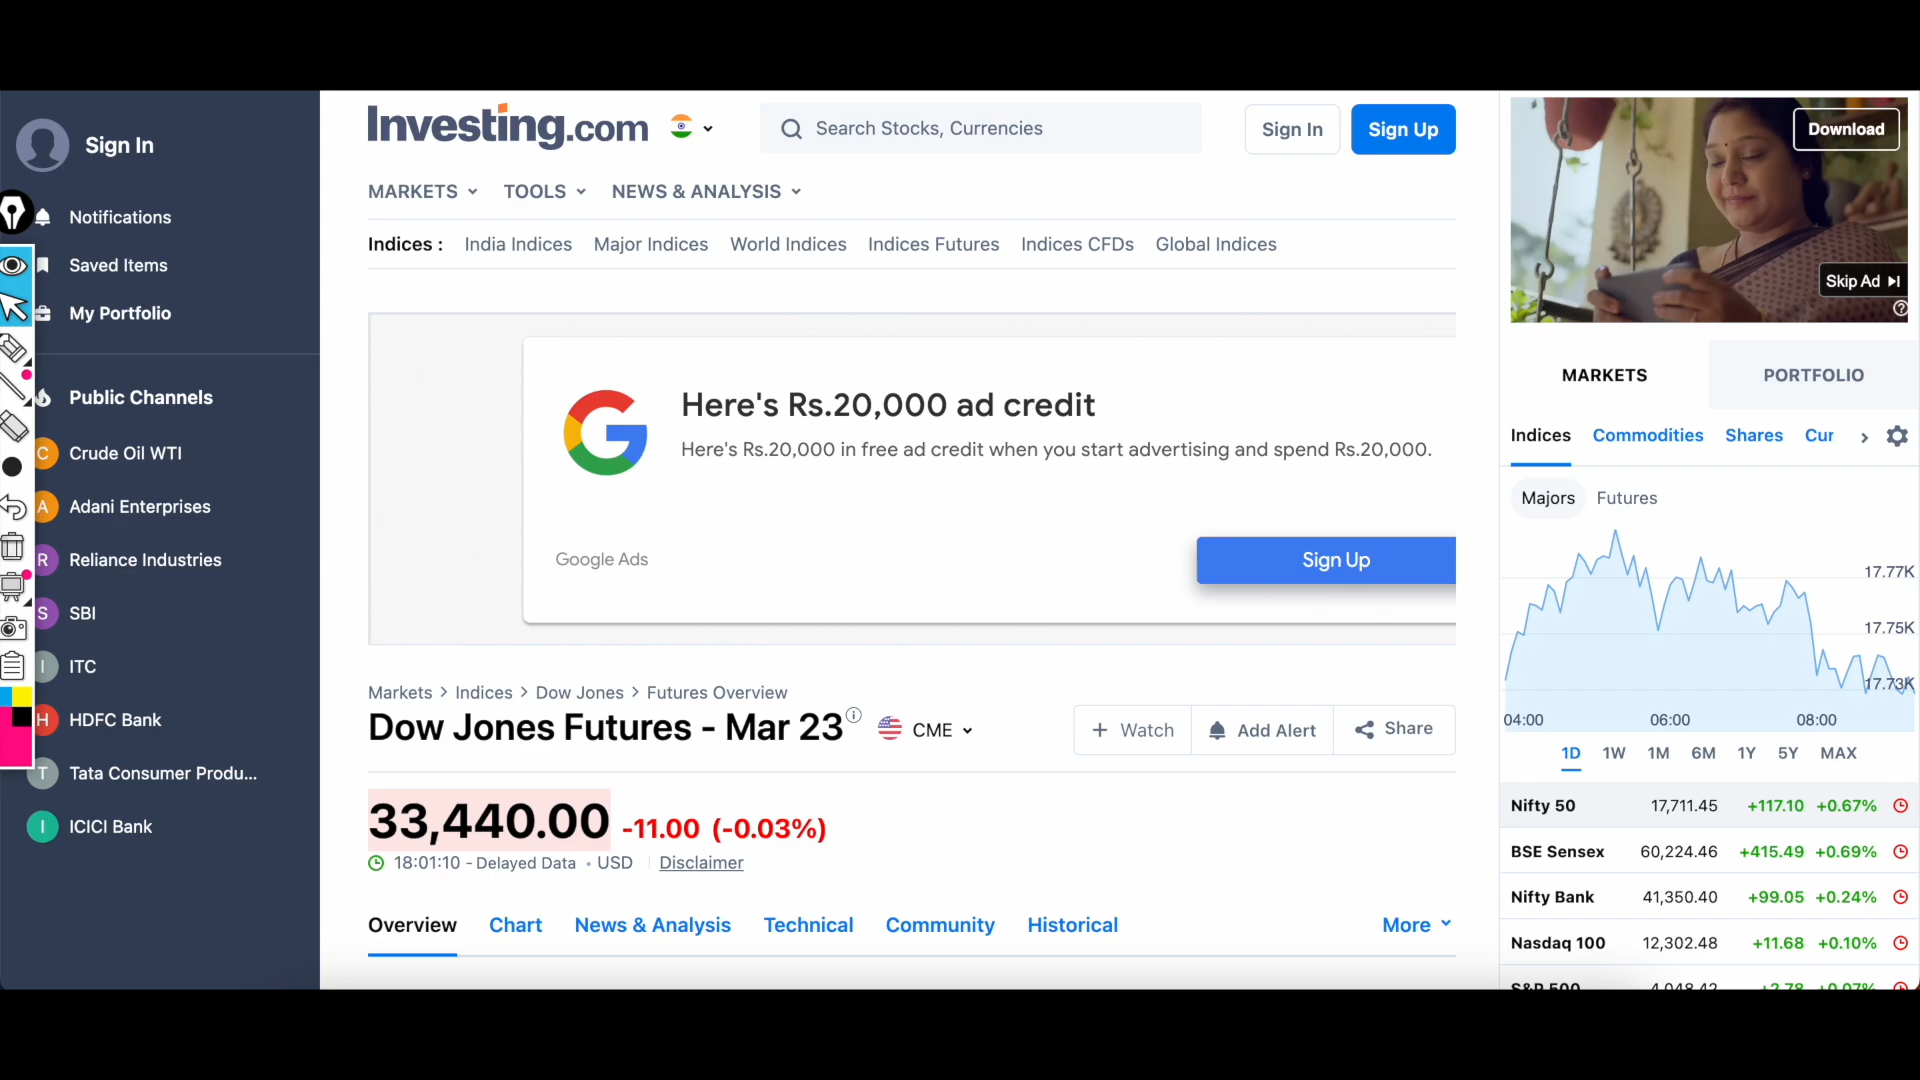 Sign In
Notifications
Saved Items
My Portfolio
Public Channels
C Crude Oil WTI
A Adani Enterprises
R Reliance Industries
S SBI
I ITC
H HDFC Bank
T Tata Consumer Produ...
I ICICI Bank
Investing.com
Search Stocks, Currencies
Sign In
Sign Up
MARKETS
TOOLS
NEWS & ANALYSIS
Indices : India Indices Major Indices World Indices Indices Futures Indices CFDs Global Indices
Here's Rs.20,000 ad credit
Here's Rs.20,000 in free ad credit when you start advertising and spend Rs.20,000.
Google Ads
Sign Up
Markets > Indices > Dow Jones > Futures Overview
Dow Jones Futures - Mar 23
CME
+ Watch
Add Alert
Share
33,440.00 -11.00 (-0.03%)
18:01:10 - Delayed Data • USD Disclaimer
Overview Chart News & Analysis Technical Community Historical More
Download
Skip Ad
MARKETS PORTFOLIO
Indices Commodities Shares Cur
Majors Futures
17.77K
17.75K
17.73K
04:00 06:00 08:00
1D 1W 1M 6M 1Y 5Y MAX
Nifty 50 17,711.45 +117.10 +0.67%
BSE Sensex 60,224.46 +415.49 +0.69%
Nifty Bank 41,350.40 +99.05 +0.24%
Nasdaq 100 12,302.48 +11.68 +0.10%
S&P 500 4,048.42 +2.78 +0.07%